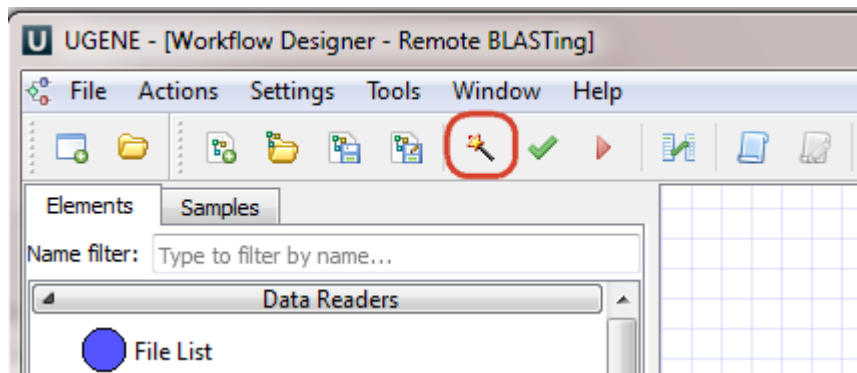 U UGENE - [Workflow Designer - Remote BLASTing]
File Actions Settings Tools Window Help
Elements Samples
Name filter: Type to filter by name...
Data Readers
File List